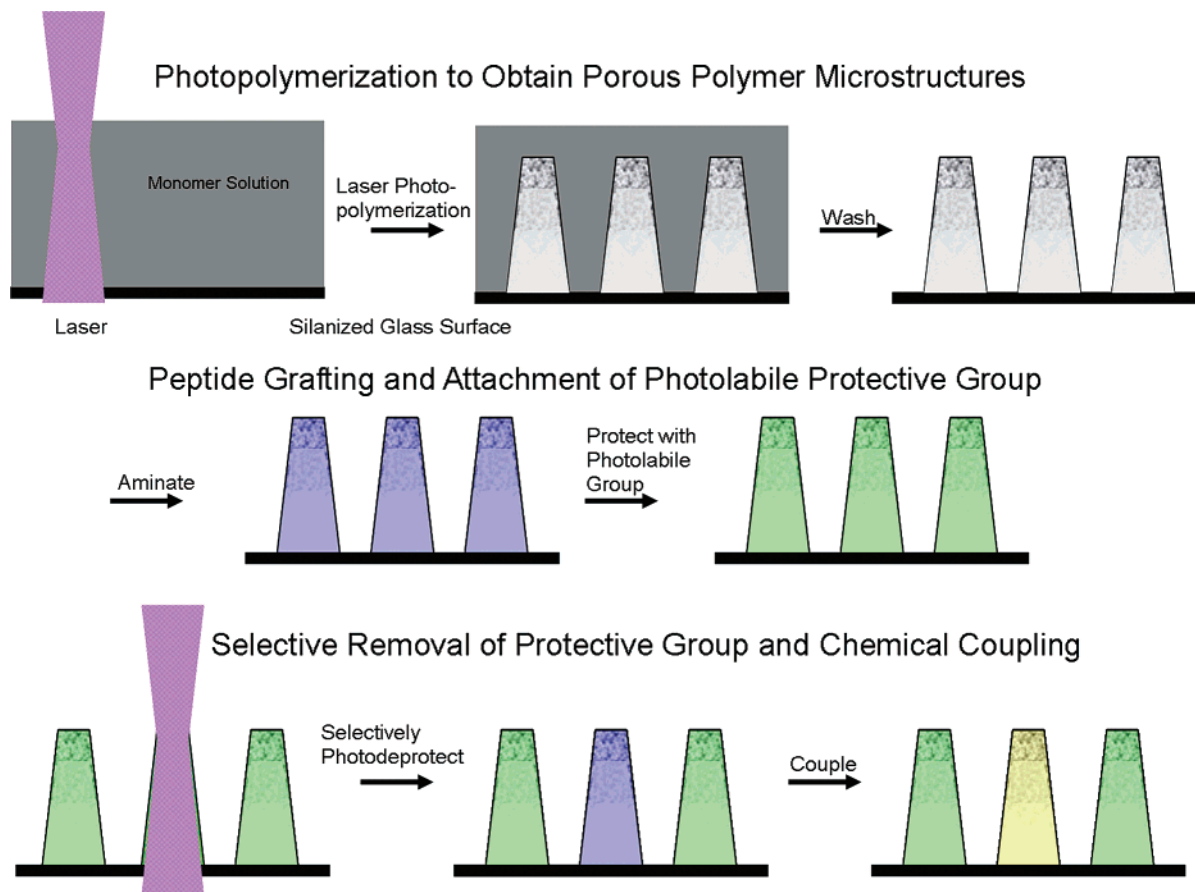 Photopolymerization to Obtain Porous Polymer Microstructures
Monomer Solution
Laser Photo-
polymerization
Wash
Laser
Silanized Glass Surface
Peptide Grafting and Attachment of Photolabile Protective Group
Aminate
Protect with
Photolabile
Group
Selective Removal of Protective Group and Chemical Coupling
Selectively
Photodeprotect
Couple